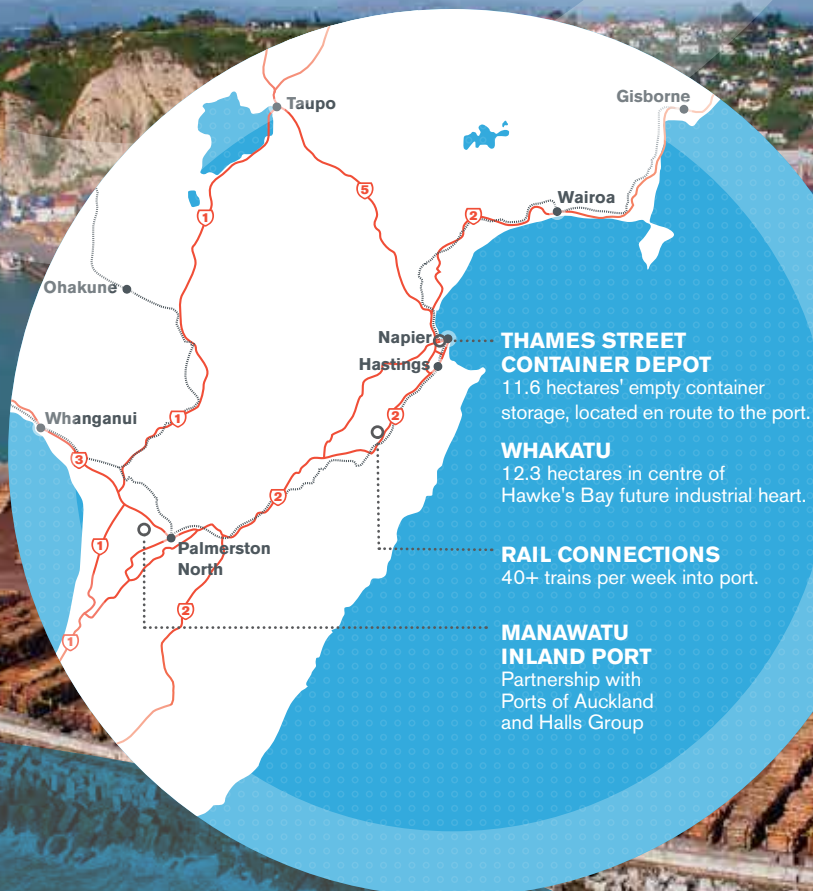 Taupo
Gisborne
5
1
2
Wairoa
Ohakune
Napier
Hastings
THAMES STREET
CONTAINER DEPOT
11.6 hectares' empty container
storage, located en route to the port.
Whanganui
1
2
3
WHAKATU
12.3 hectares in centre of
Hawke's Bay future industrial heart.
2
1
Palmerston
North
RAIL CONNECTIONS
40+ trains per week into port.
2
1
MANAWATU
INLAND PORT
Partnership with
Ports of Auckland
and Halls Group